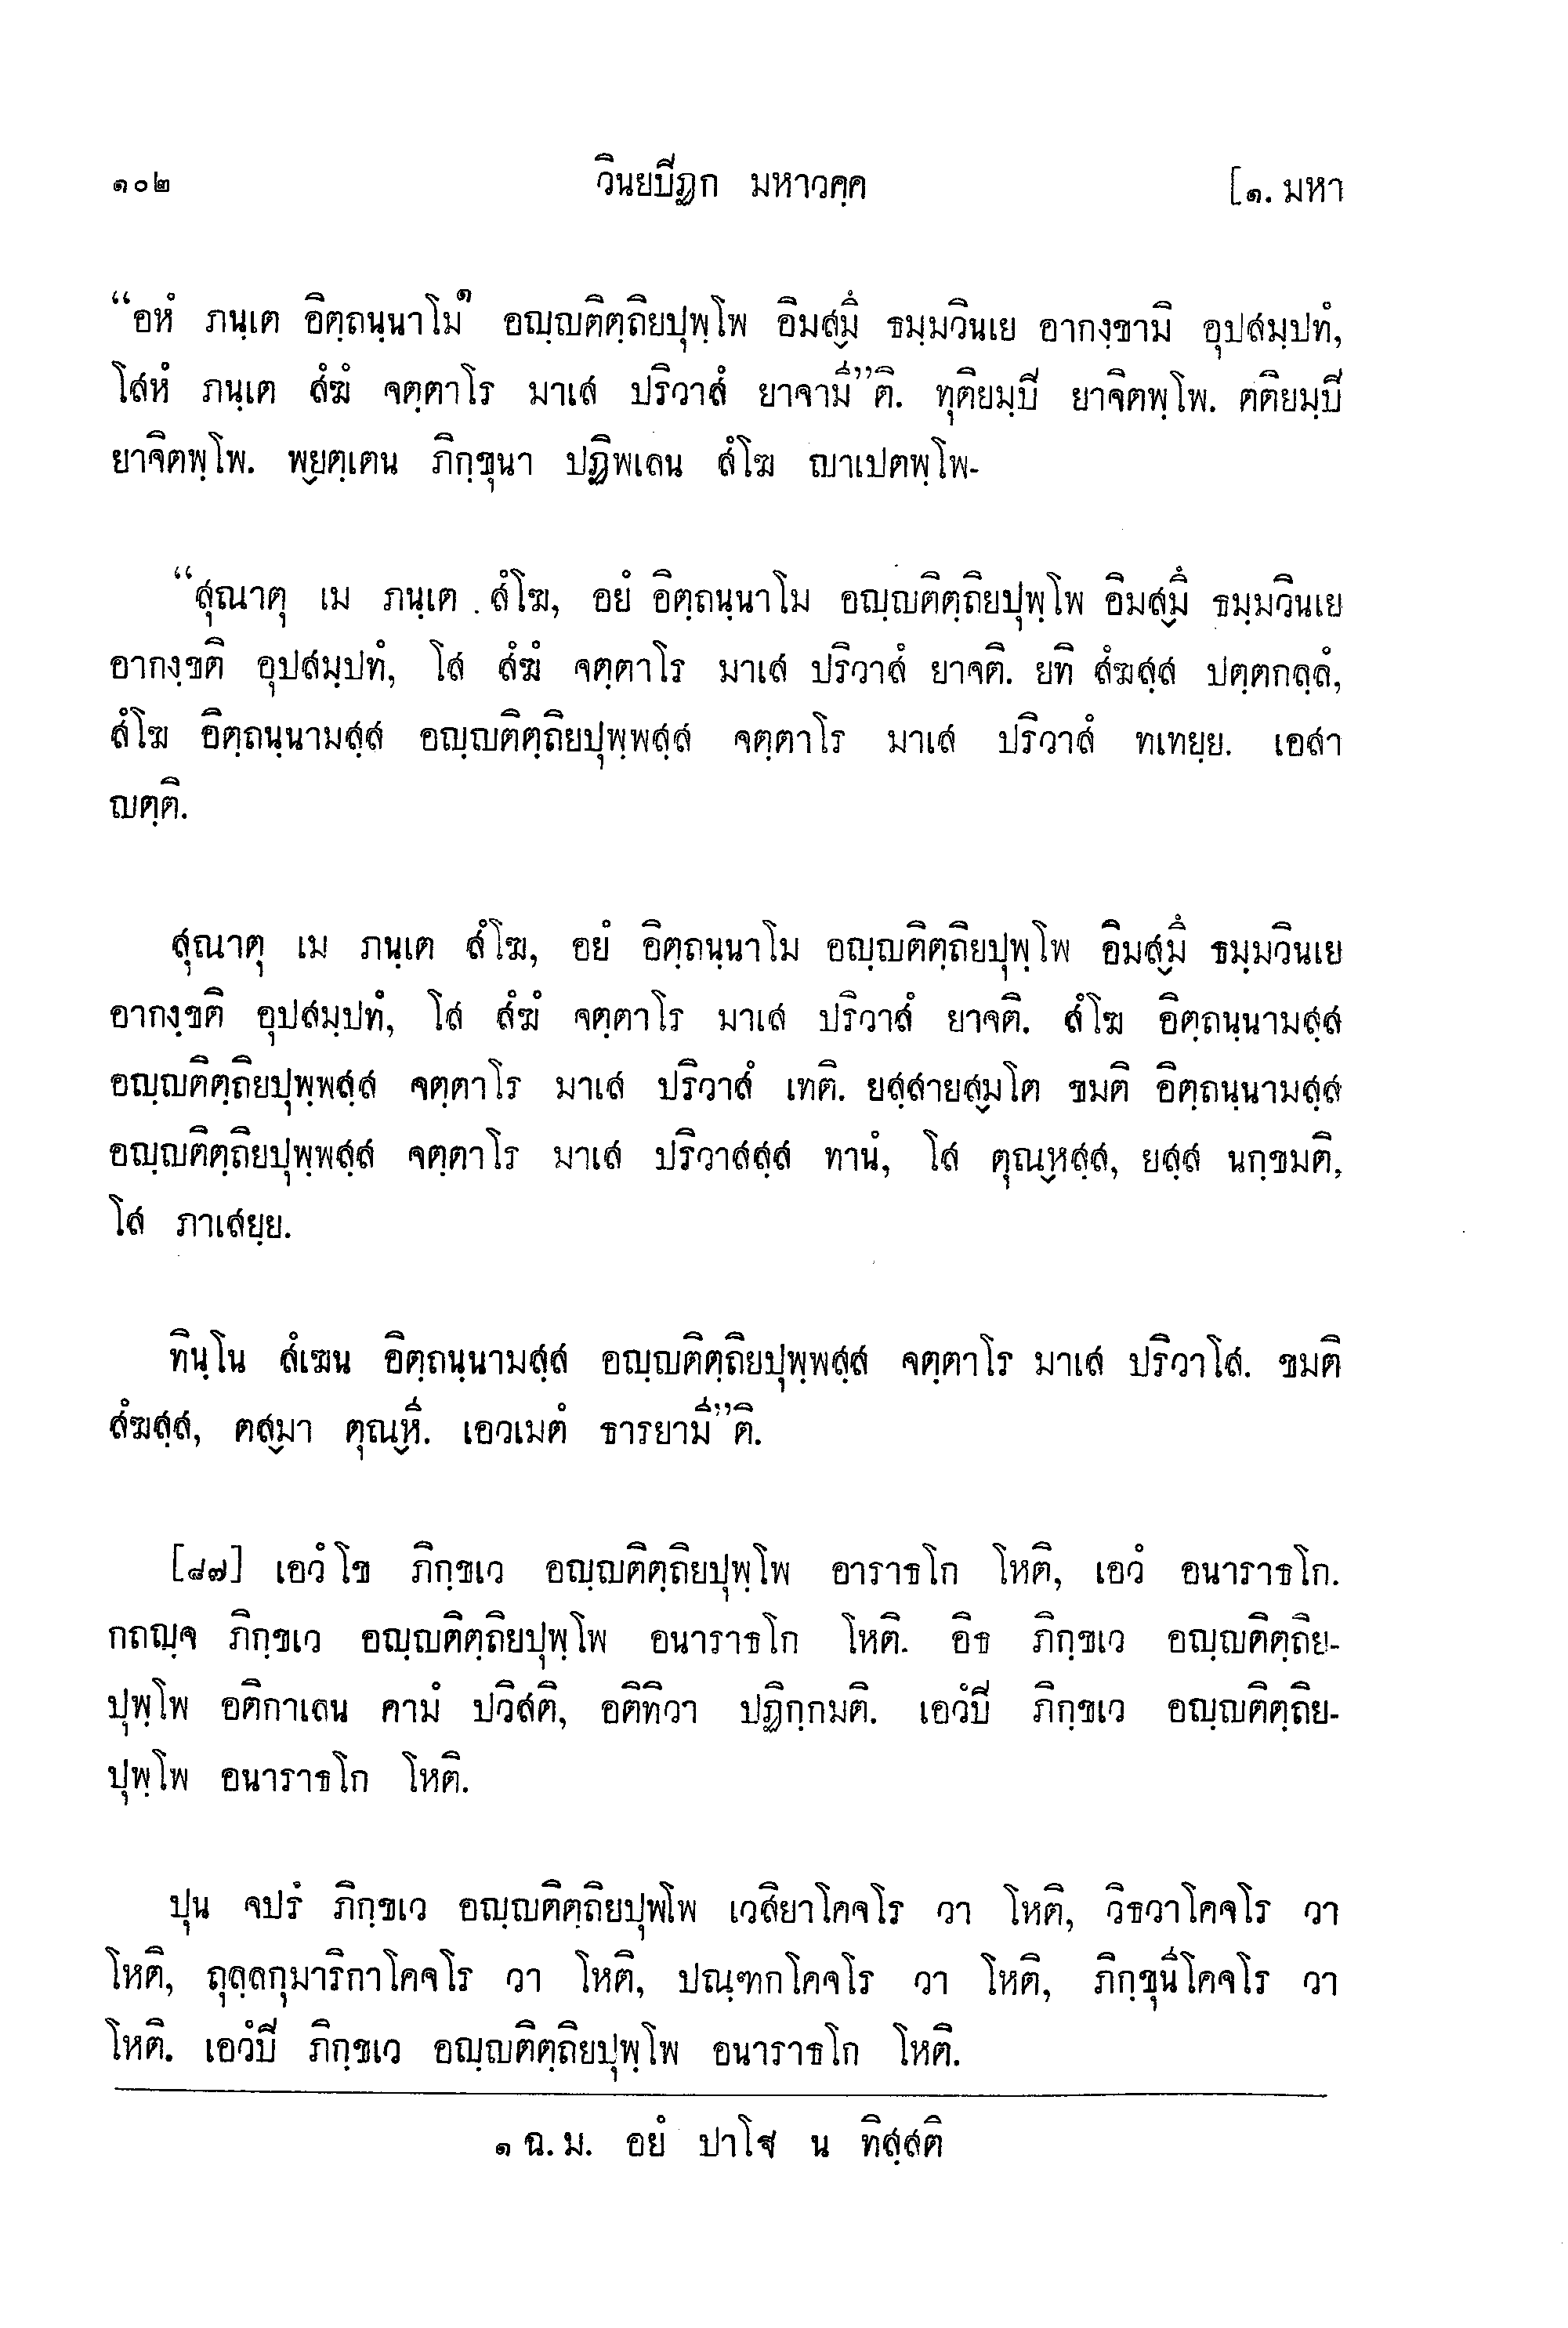 ๑๐๒ วินยปีฏก มหาวคฺค [๑. มหา
“อหํ ภนฺเต อิตฺถนฺนาโม๑ อญฺญติตฺถิยปุพฺโพ อิมสฺมึ ธมฺมวินเย อากงฺขามิ อุปสมฺปทํ,
โสหํ ภนฺเต สํฆํ จตฺตาโร มาเส ปริวาสํ ยาจามี”ติ. ทุติยมฺปิ ยาจิตพฺโพ. ตติยมฺปิ
ยาจิตพฺโพ. พฺยตฺเตน ภิกฺขุนา ปฏิพเลน สํโฆ ญาเปตพฺโพ-
“สุณาตุ เม ภนฺเต สํโฆ, อยํ อิตฺถนฺนาโม อญฺญติตฺถิยปุพฺโพ อิมสฺมึ ธมฺมวินเย
อากงฺขติ อุปสมฺปทํ, โส สํฆํ จตฺตาโร มาเส ปริวาสํ ยาจติ. ยทิ สํฆสฺส ปตฺตกลฺลํ,
สํโฆ อิตฺถนฺนามสฺส อญฺญติตฺถิยปุพฺพสฺส จตฺตาโร มาเส ปริวาสํ ทเทยฺย. เอสา
ญตฺติ.
สุณาตุ เม ภนฺเต สํโฆ, อยํ อิตฺถนฺนาโม อญฺญติตฺถิยปุพฺโพ อิมสฺมึ ธมฺมวินเย
อากงฺขติ อุปสมฺปทํ, โส สํฆํ จตฺตาโร มาเส ปริวาสํ ยาจติ. สํโฆ อิตฺถนฺนามสฺส
อญฺญติตฺถิยปุพฺพสฺส จตฺตาโร มาเส ปริวาสํ เทติ. ยสฺสายสฺมโต ขมติ อิตฺถนฺนามสฺส
อญฺญติตฺถิยปุพฺพสฺส จตฺตาโร มาเส ปริวาสสฺส ทานํ, โส ตุณฺหสฺส, ยสฺส นกฺขมติ,
โส ภาเสยฺย.
ทินฺโน สํเฆน อิตฺถนฺนามสฺส อญฺญติตฺถิยปุพฺพสฺส จตฺตาโร มาเส ปริวาโส. ขมติ
สํฆสฺส, ตสฺมา ตุณฺหี. เอวเมตํ ธารยามี”ติ.
[๘๗] เอวํ โข ภิกฺขเว อญฺญติตฺถิยปุพฺโพ อาราธโก โหติ, เอวํ อนาราธโก.
กถญฺจ ภิกฺขเว อญฺญติตฺถิยปุพฺโพ อนาราธโก โหติ. อิธ ภิกฺขเว อญฺญติตฺถิย-
ปุพฺโพ อติกาเลน คามํ ปวิสติ, อติทิวา ปฏิกฺกมติ. เอวํปิ ภิกฺขเว อญฺญติตฺถิย-
ปุพฺโพ อนาราธโก โหติ.
ปุน จปรํ ภิกฺขเว อญฺญติตฺถิยปุพโพ เวสิยาโคจโร วา โหติ, วิธวาโคจโร วา
โหติ, ถุลฺลกุมาริกาโคจโร วา โหติ, ปณฺฑกโคจโร วา โหติ, ภิกฺขุนีโคจโร วา
โหติ. เอวํปิ ภิกฺขเว อญฺญติตฺถิยปุพฺโพ อนาราธโก โหติ.
๑ ฉ. ม. อยํ ปาโฐ น ทิสฺสติ